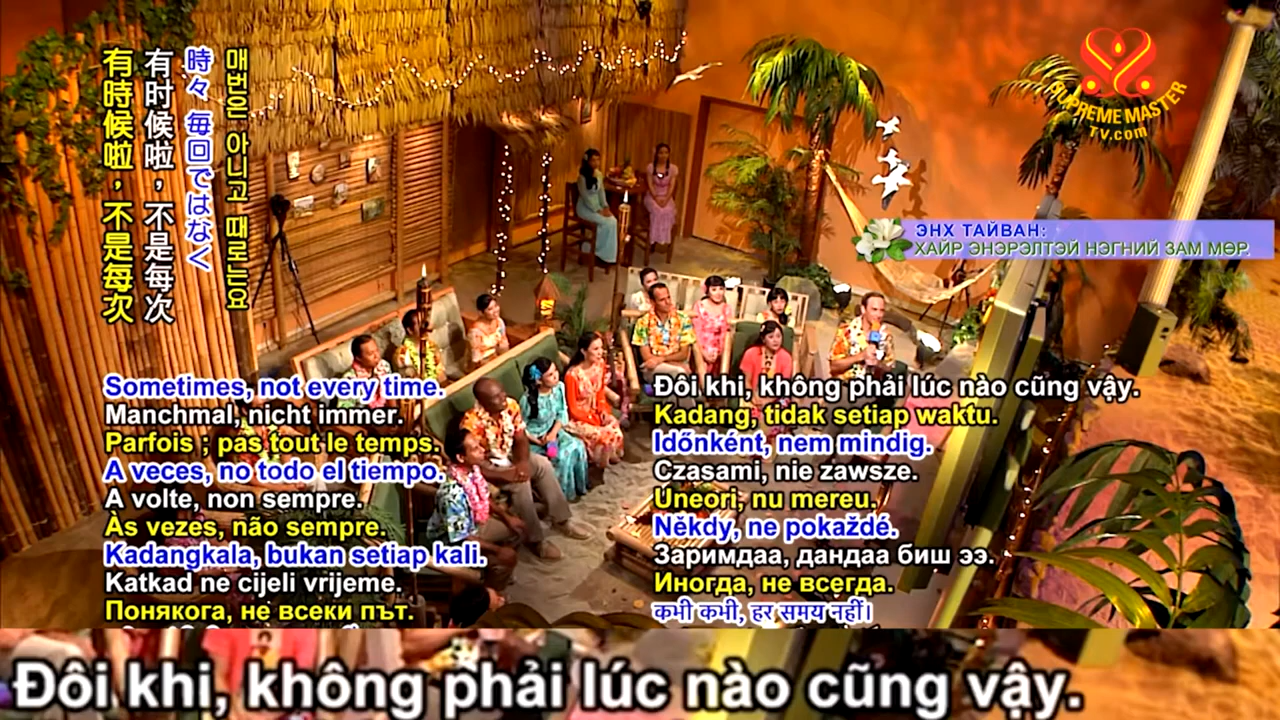 有時候啦，不是每次
有时候啦，不是每次
時々 毎回ではなく
매번은 아니고 때로는요
SUPREME MASTER
TV.com
ЭНХ ТАЙВАН:
ХАЙР ЭНЭРЭЛТЭЙ НЭГНИЙ ЗАМ МӨР.
Sometimes, not every time.
Manchmal, nicht immer.
Parfois ; pas tout le temps.
A veces, no todo el tiempo.
A volte, non sempre.
Às vezes, não sempre.
Kadangkala, bukan setiap kali.
Katkad ne cijeli vrijeme.
Понякога, не всеки път.
Đôi khi, không phải lúc nào cũng vậy.
Kadang, tidak setiap waktu.
Időnként, nem mindig.
Czasami, nie zawsze.
Uneori, nu mereu.
Někdy, ne pokaždé.
Заримдаа, дандаа биш ээ.
Иногда, не всегда.
कभी कभी, हर समय नहीं।
Đôi khi, không phải lúc nào cũng vậy.